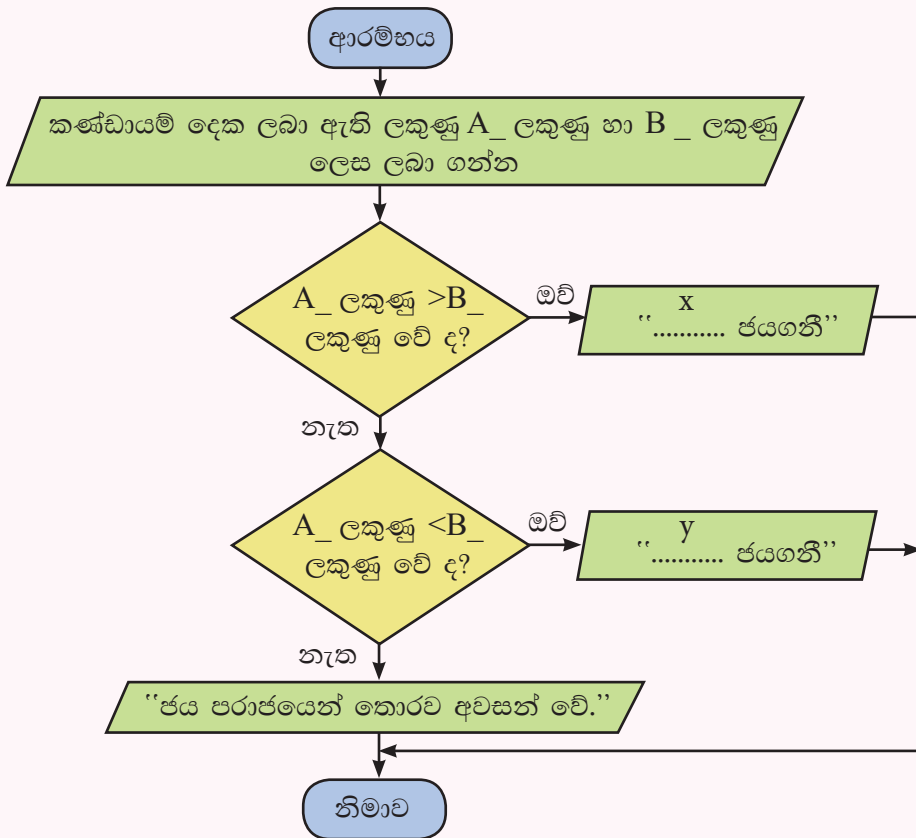 ආරම්භය
කණ්ඩායම් දෙක ලබා ඇති ලකුණු A_ ලකුණු හා B _ ලකුණු
ලෙස ලබා ගන්න
A_ ලකුණු >B_
ලකුණු වේ ද?
ඔව්
x
“........... ජයගනී”
නැත
A_ ලකුණු <B_
ලකුණු වේ ද?
ඔව්
y
“........... ජයගනී”
නැත
“ජය පරාජයෙන් තොරව අවසන් වේ.”
නිමාව